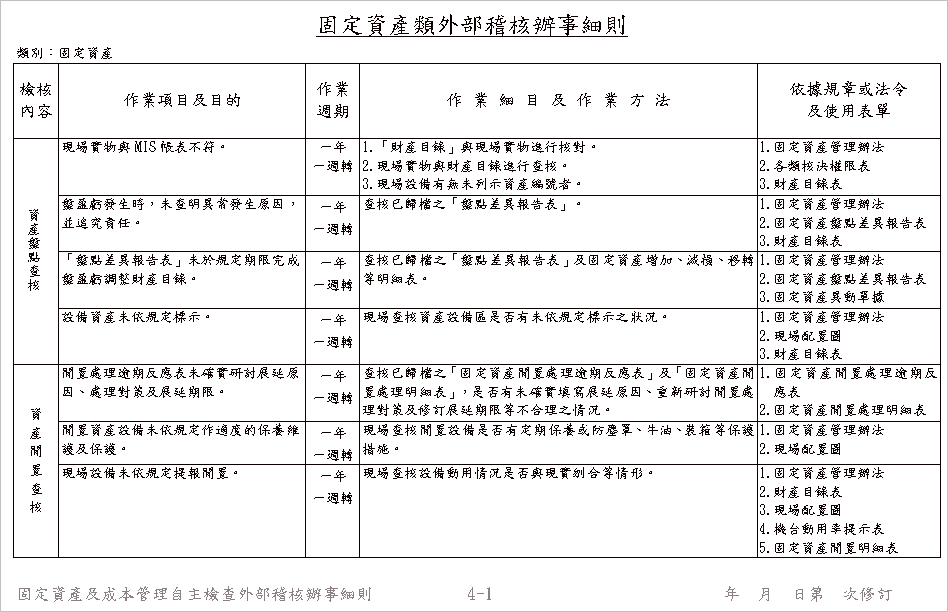 固定資產類外部稽核辦事細則
類別：固定資產
檢核內容
作業項目及目的
作業週期
作業細目及作業方法
依據規章或法令及使用表單
資產盤點查核
現場實物與MIS帳表不符。
一年
一週轉
1.「財產目錄」與現場實物進行核對。
2.現場實物與財產目錄進行查核。
3.現場設備有無未列示資產編號者。
1.固定資產管理辦法
2.各類核決權限表
3.財產目錄表
盤盈虧發生時，未查明異常發生原因，
並追究責任。
一年
一週轉
查核已歸檔之「盤點差異報告表」。
1.固定資產管理辦法
2.固定資產盤點差異報告表
3.財產目錄表
「盤點差異報告表」未於規定期限完成
盤盈虧調整財產目錄。
一年
一週轉
查核已歸檔之「盤點差異報告表」及固定資產增加、減損、移轉
等明細表。
1.固定資產管理辦法
2.固定資產盤點差異報告表
3.固定資產異動單據
設備資產未依規定標示。
一年
一週轉
現場查核資產設備區是否有未依規定標示之狀況。
1.固定資產管理辦法
2.現場配置圖
3.財產目錄表
資產閒置查核
閒置處理逾期反應表未確實研討展延原
因、處理對策及展延期限。
一年
一週轉
查核已歸檔之「固定資產閒置處理逾期反應表」及「固定資產閒
置處理明細表」，是否有未確實填寫展延原因、重新研討閒置處
理對策及修訂展延期限等不合理之情況。
1.固定資產閒置處理逾期反
應表
2.固定資產閒置處理明細表
閒置資產設備未依規定作適度的保養維
護及保護。
一年
一週轉
現場查核閒置設備是否有定期保養或防塵罩、牛油、裝箱等保護
措施。
1.固定資產管理辦法
2.現場配置圖
現場設備未依規定提報閒置。
一年
一週轉
現場查核設備動用情況是否與現實刎合等情形。
1.固定資產管理辦法
2.財產目錄表
3.現場配置圖
4.機台動用率提示表
5.固定資產閒置明細表
固定資產及成本管理自主檢查外部稽核辦事細則
4-1
年 月 日第 次修訂